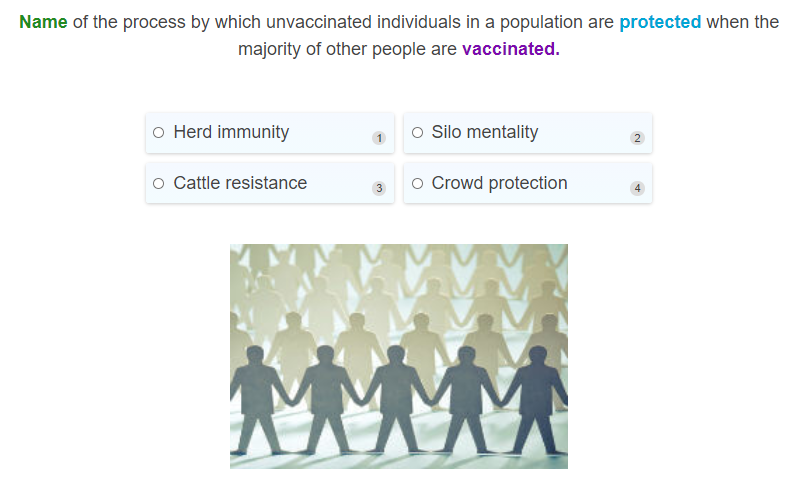 Name of the process by which unvaccinated individuals in a population are protected when the
majority of other people are vaccinated.
Herd immunity 1
Silo mentality 2
Cattle resistance 3
Crowd protection 4